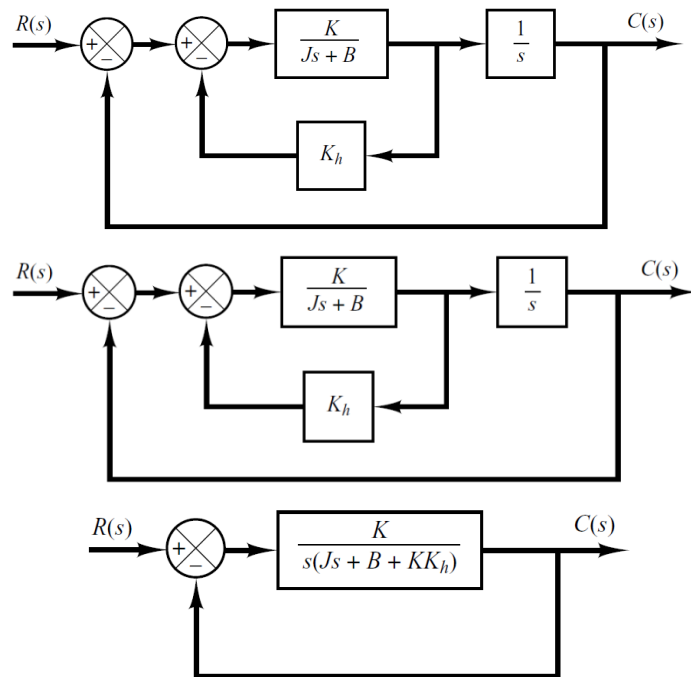 R(s) + − + − K/(Js + B) 1/s C(s)
K_h
R(s) + − + − K/(Js + B) 1/s C(s)
K_h
R(s) + − K/(s(Js + B + KK_h)) C(s)